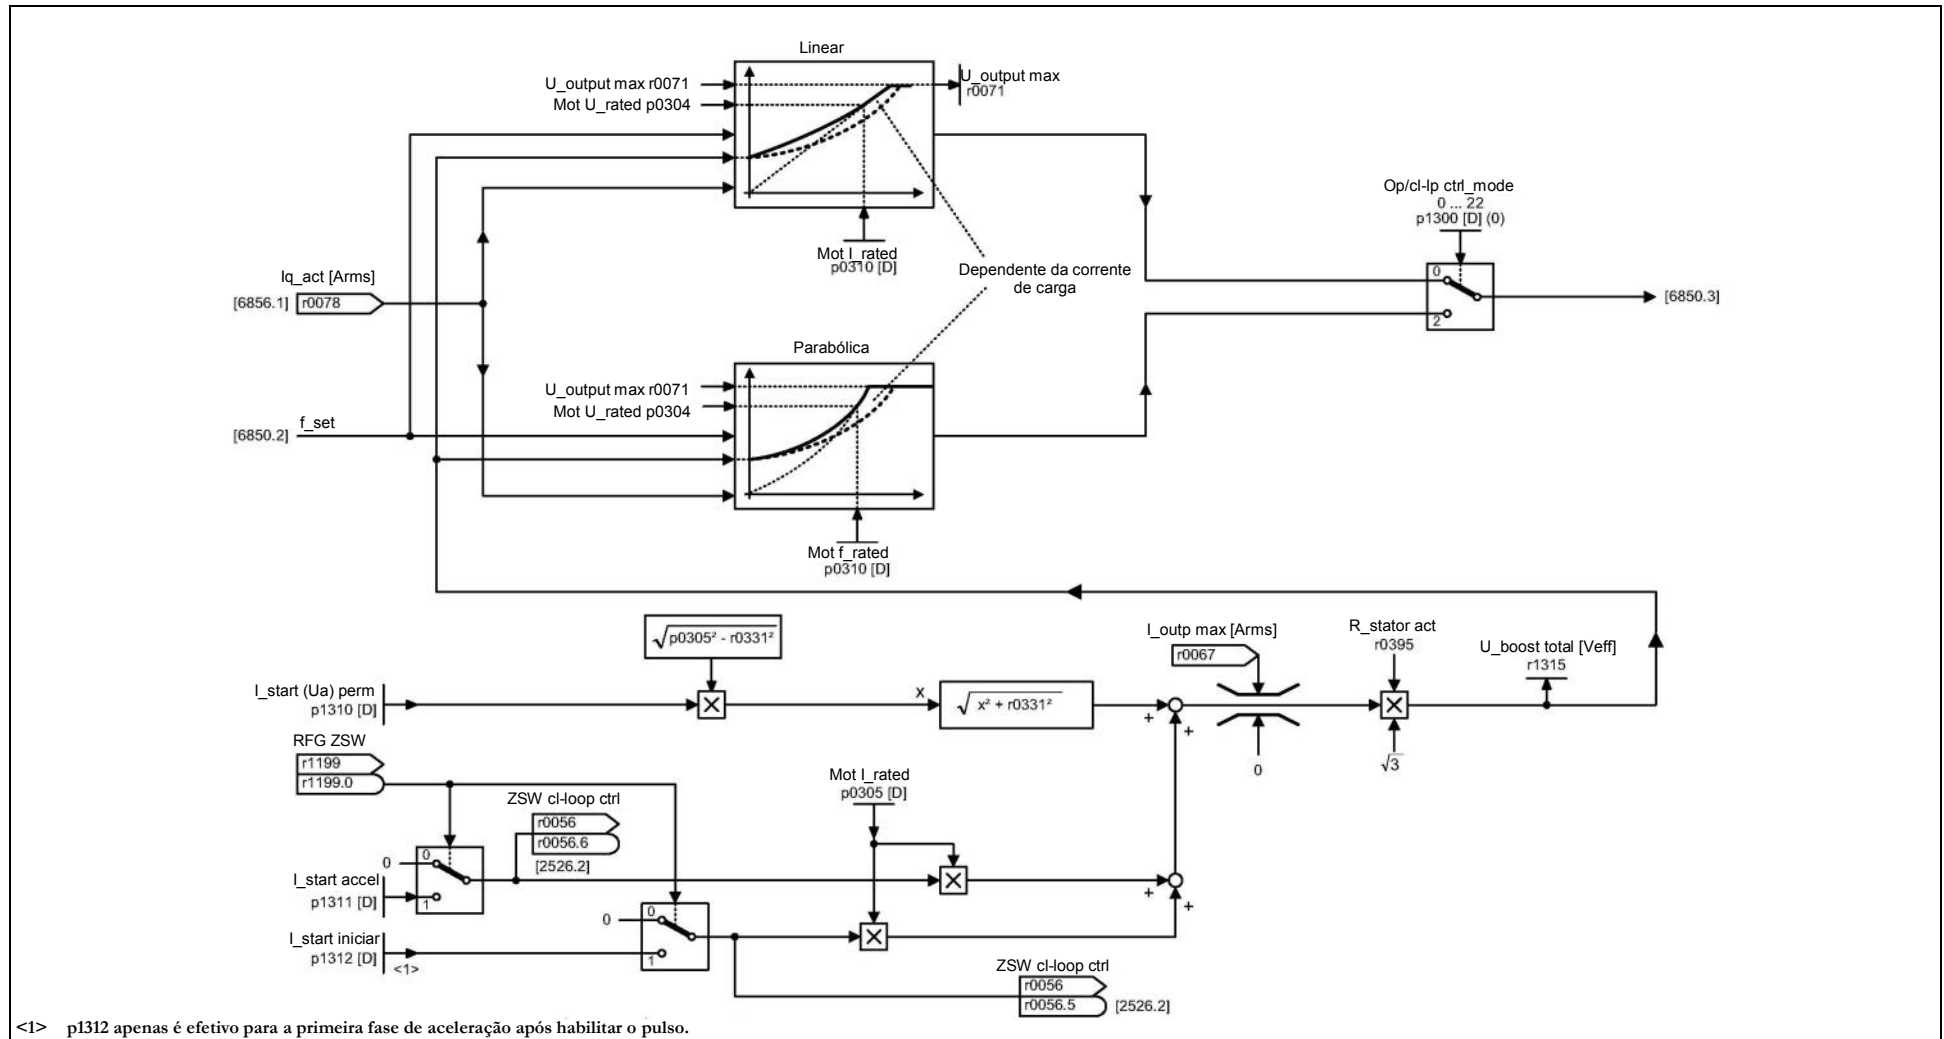 Linear
U_output max r0071
Mot U_rated p0304
U_output max
r0071
Mot I_rated
p0310 [D]
Iq_act [Arms]
[6856.1]
r0078
Dependente da corrente
de carga
Op/cl-lp ctrl_mode
0 ... 22
p1300 [D] (0)
0
2
[6850.3]
Parabólica
U_output max r0071
Mot U_rated p0304
f_set
[6850.2]
Mot f_rated
p0310 [D]
√p0305² - r0331²
I_start (Ua) perm
p1310 [D]
X
x
√ x² + r0331²
+
+
I_outp max [Arms]
r0067
0
R_stator act
r0395
X
√3
U_boost total [Veff]
r1315
RFG ZSW
r1199
r1199.0
ZSW cl-loop ctrl
r0056
r0056.6
[2526.2]
Mot I_rated
p0305 [D]
0
0
1
I_start accel
p1311 [D]
X
+
+
0
0
1
I_start iniciar
p1312 [D]
<1>
X
ZSW cl-loop ctrl
r0056
r0056.5
[2526.2]
<1> p1312 apenas é efetivo para a primeira fase de aceleração após habilitar o pulso.